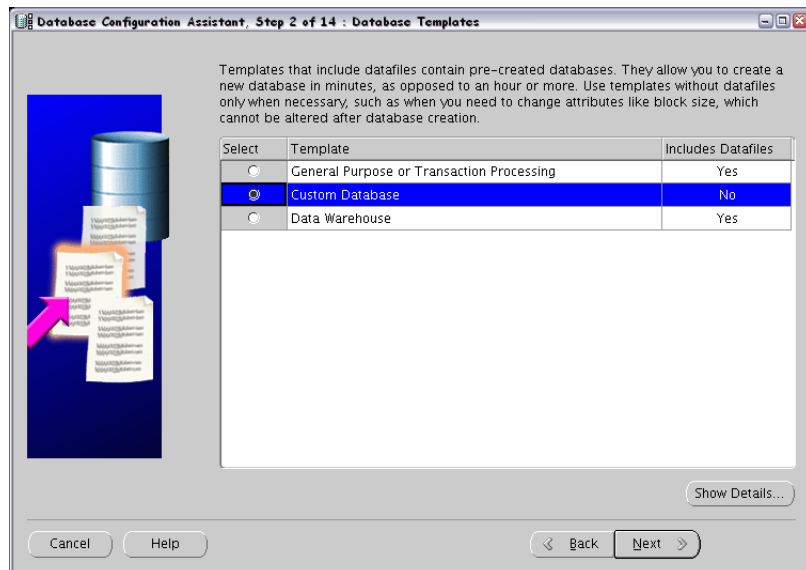 Database Configuration Assistant, Step 2 of 14 : Database Templates
Templates that include datafiles contain pre-created databases. They allow you to create a
new database in minutes, as opposed to an hour or more. Use templates without datafiles
only when necessary, such as when you need to change attributes like block size, which
cannot be altered after database creation.
Select Template Includes Datafiles
General Purpose or Transaction Processing Yes
Custom Database No
Data Warehouse Yes
Show Details...
Cancel Help Back Next